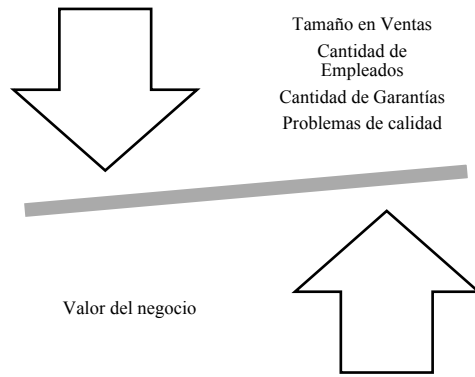 Tamaño en Ventas
Cantidad de
Empleados
Cantidad de Garantías
Problemas de calidad
Valor del negocio